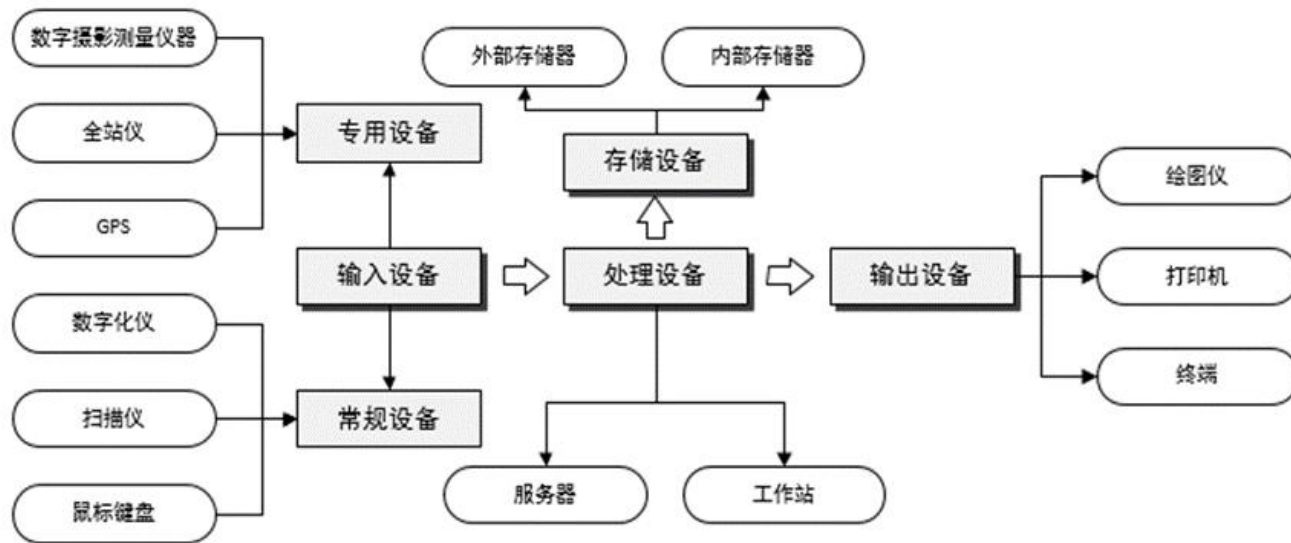 数字摄影测量仪器
外部存储器
内部存储器
全站仪
专用设备
存储设备
绘图仪
GPS
输入设备
处理设备
输出设备
打印机
数字化仪
终端
扫描仪
常规设备
鼠标键盘
服务器
工作站